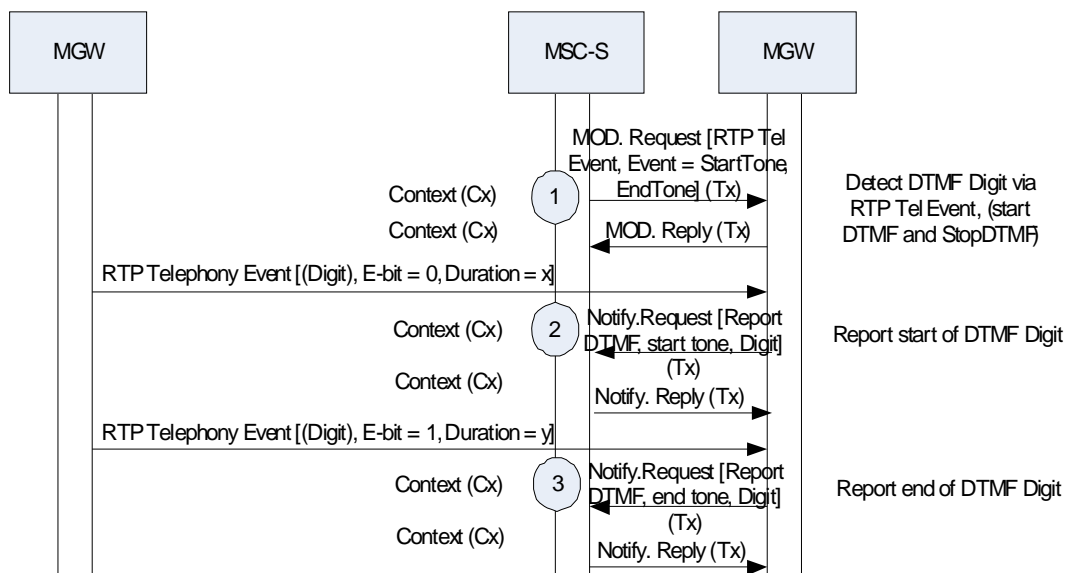 MGW
MSC-S
MGW
MOD. Request [RTP Tel
Event, Event = StartTone,
EndTone] (Tx)
Context (Cx)
1
Detect DTMF Digit via
RTP Tel Event, (start
DTMF and StopDTMF)
Context (Cx)
MOD. Reply (Tx)
RTP Telephony Event [(Digit), E-bit = 0, Duration = x]
Context (Cx)
2
Notify.Request [Report
DTMF, start tone, Digit]
(Tx)
Report start of DTMF Digit
Context (Cx)
Notify. Reply (Tx)
RTP Telephony Event [(Digit), E-bit = 1, Duration = y]
Context (Cx)
3
Notify.Request [Report
DTMF, end tone, Digit]
(Tx)
Report end of DTMF Digit
Context (Cx)
Notify. Reply (Tx)